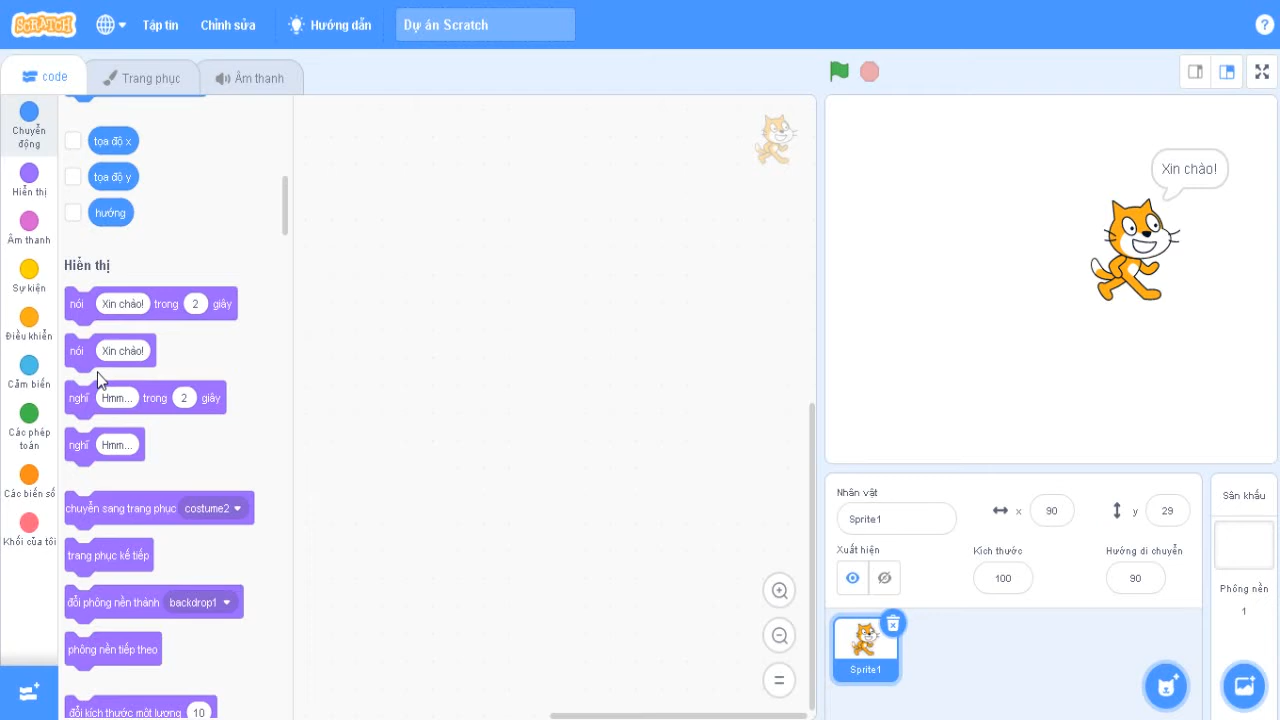 SCRATCH Tập tin Chỉnh sửa Hướng dẫn Dự án Scratch ?
code Trang phục Âm thanh
Chuyển động
Hiển thị
Âm thanh
Sự kiện
Điều khiển
Cảm biến
Các phép toán
Các biến số
Khối của tôi
tọa độ x
tọa độ y
hướng
Hiển thị
nói Xin chào! trong 2 giây
nói Xin chào!
nghĩ Hmm... trong 2 giây
nghĩ Hmm...
chuyển sang trang phục costume2
trang phục kế tiếp
đổi phông nền thành backdrop1
phông nền tiếp theo
đổi kích thước một lượng 10
Xin chào!
Nhân vật
Sprite1 x 90 y 29
Xuất hiện Kích thước Hướng di chuyển
100 90
Sprite1
Sân khấu
Phông nền
1